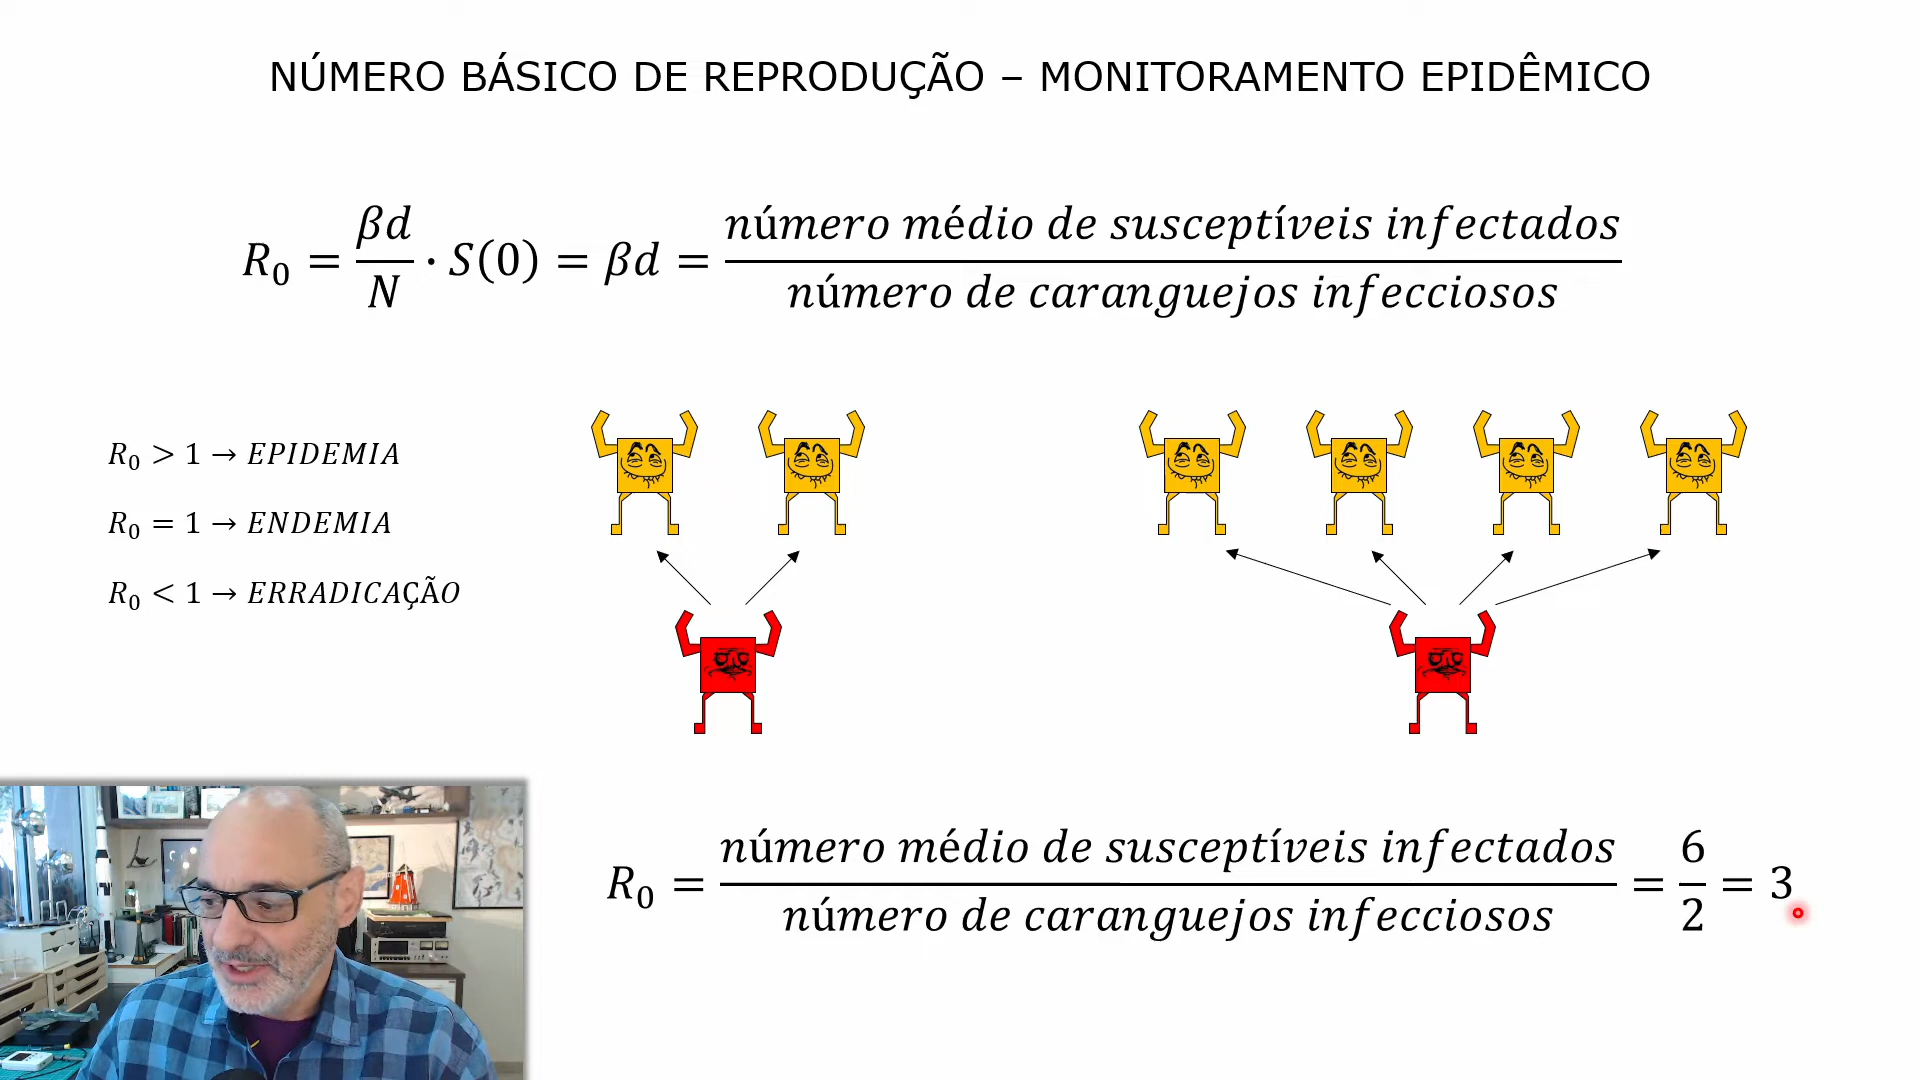 NÚMERO BÁSICO DE REPRODUÇÃO – MONITORAMENTO EPIDÊMICO
R₀ = βd/N · S(0) = βd = número médio de susceptíveis infectados / número de caranguejos infecciosos
R₀ > 1 → EPIDEMIA
R₀ = 1 → ENDEMIA
R₀ < 1 → ERRADICAÇÃO
R₀ = número médio de susceptíveis infectados / número de caranguejos infecciosos = 6/2 = 3